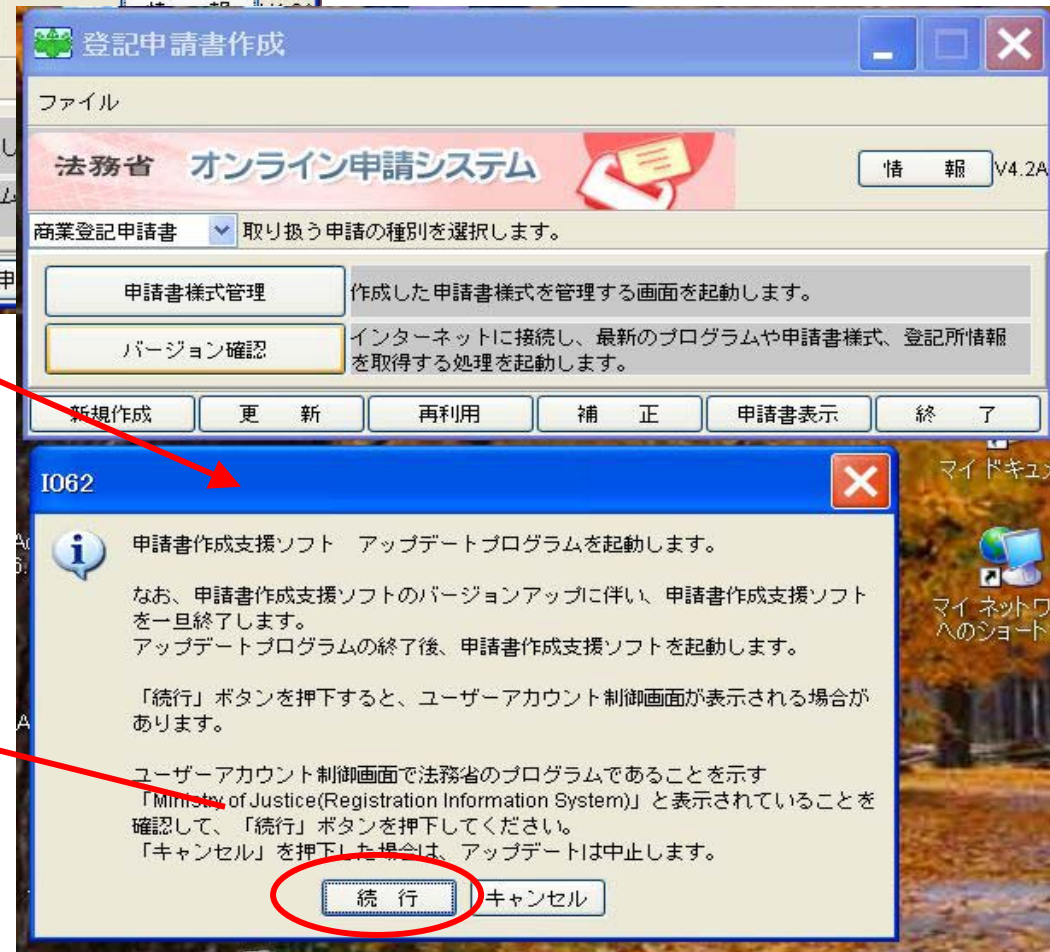 登記申請書作成
ファイル
法務省 オンライン申請システム
情 報 V4.2A
商業登記申請書 取り扱う申請の種別を選択します。
申請書様式管理 作成した申請書様式を管理する画面を起動します。
バージョン確認 インターネットに接続し、最新のプログラムや申請書様式、登記所情報
を取得する処理を起動します。
新規作成 更 新 再利用 補 正 申請書表示 終 了
マイ ドキュ
I062
申請書作成支援ソフト アップデートプログラムを起動します。
なお、申請書作成支援ソフトのバージョンアップに伴い、申請書作成支援ソフト
を一旦終了します。
アップデートプログラムの終了後、申請書作成支援ソフトを起動します。
マイ ネットワ
へのショート
「続行」ボタンを押下すると、ユーザーアカウント制御画面が表示される場合が
あります。
ユーザーアカウント制御画面で法務省のプログラムであることを示す
「Ministry of Justice(Registration Information System)」と表示されていることを
確認して、「続行」ボタンを押下してください。
「キャンセル」を押下した場合は、アップデートは中止します。
続 行 キャンセル